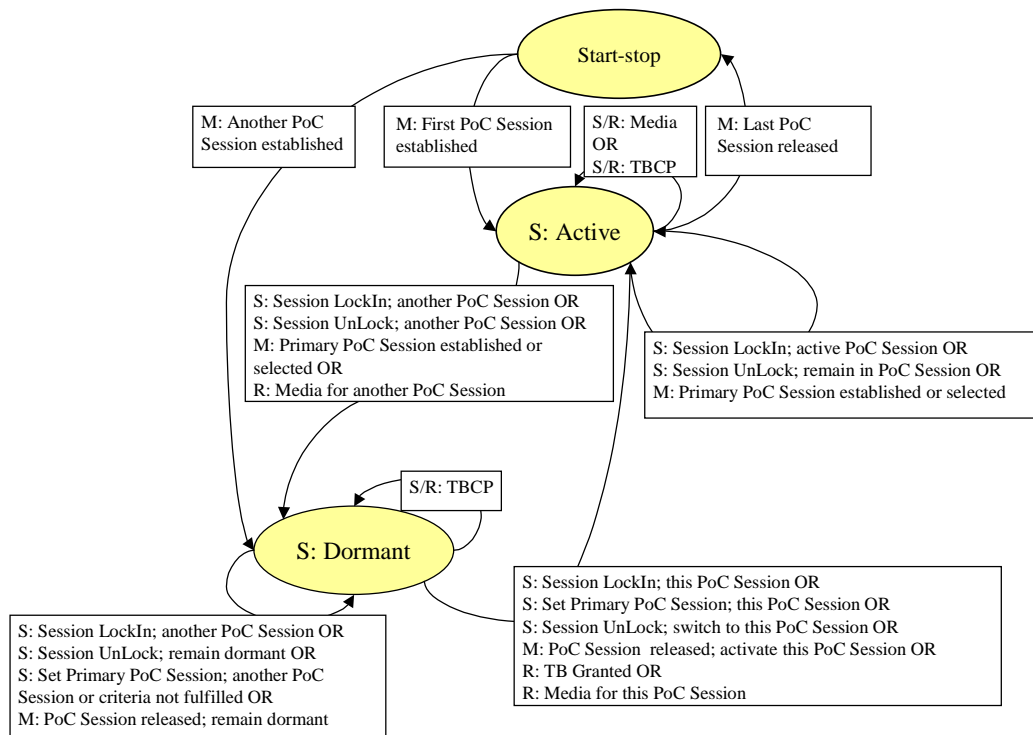 Start-stop
M: Another PoC
Session established
M: First PoC Session
established
S/R: Media
OR
S/R: TBCP
M: Last PoC
Session released
S: Active
S: Session LockIn; another PoC Session OR
S: Session UnLock; another PoC Session OR
M: Primary PoC Session established or
selected OR
R: Media for another PoC Session
S: Session LockIn; active PoC Session OR
S: Session UnLock; remain in PoC Session OR
M: Primary PoC Session established or selected
S/R: TBCP
S: Dormant
S: Session LockIn; this PoC Session OR
S: Set Primary PoC Session; this PoC Session OR
S: Session UnLock; switch to this PoC Session OR
M: PoC Session released; activate this PoC Session OR
R: TB Granted OR
R: Media for this PoC Session
S: Session LockIn; another PoC Session OR
S: Session UnLock; remain dormant OR
S: Set Primary PoC Session; another PoC
Session or criteria not fulfilled OR
M: PoC Session released; remain dormant